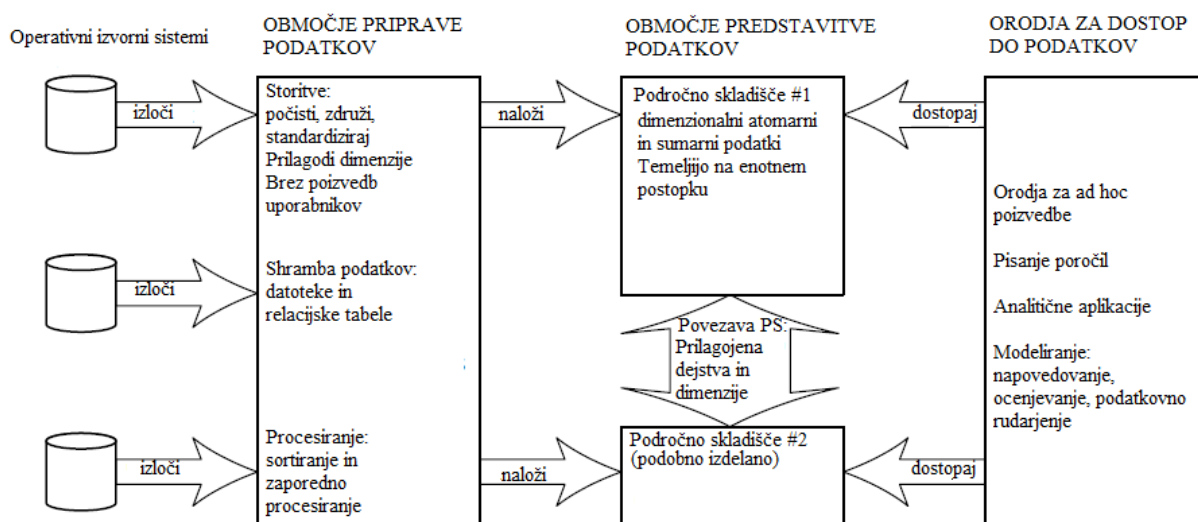 Operativni izvorni sistemi
izloči
izloči
izloči
OBMOČJE PRIPRAVE
PODATKOV
Storitve:
počisti, združi,
standardiziraj
Prilagodi dimenzije
Brez poizvedb
uporabnikov
Shramba podatkov:
datoteke in
relacijske tabele
Procesiranje:
sortiranje in
zaporedno
procesiranje
naloži
naloži
OBMOČJE PREDSTAVITVE
PODATKOV
Področno skladišče #1
dimenzionalni atomarni
in sumarni podatki
Temeljijo na enotnem
postopku
Povezava PS:
Prilagojena
dejstva in
dimenzije
Področno skladišče #2
(podobno izdelano)
dostopaj
dostopaj
ORODJA ZA DOSTOP
DO PODATKOV
Orodja za ad hoc
poizvedbe
Pisanje poročil
Analitične aplikacije
Modeliranje:
napovedovanje,
ocenjevanje, podatkovno
rudarjenje